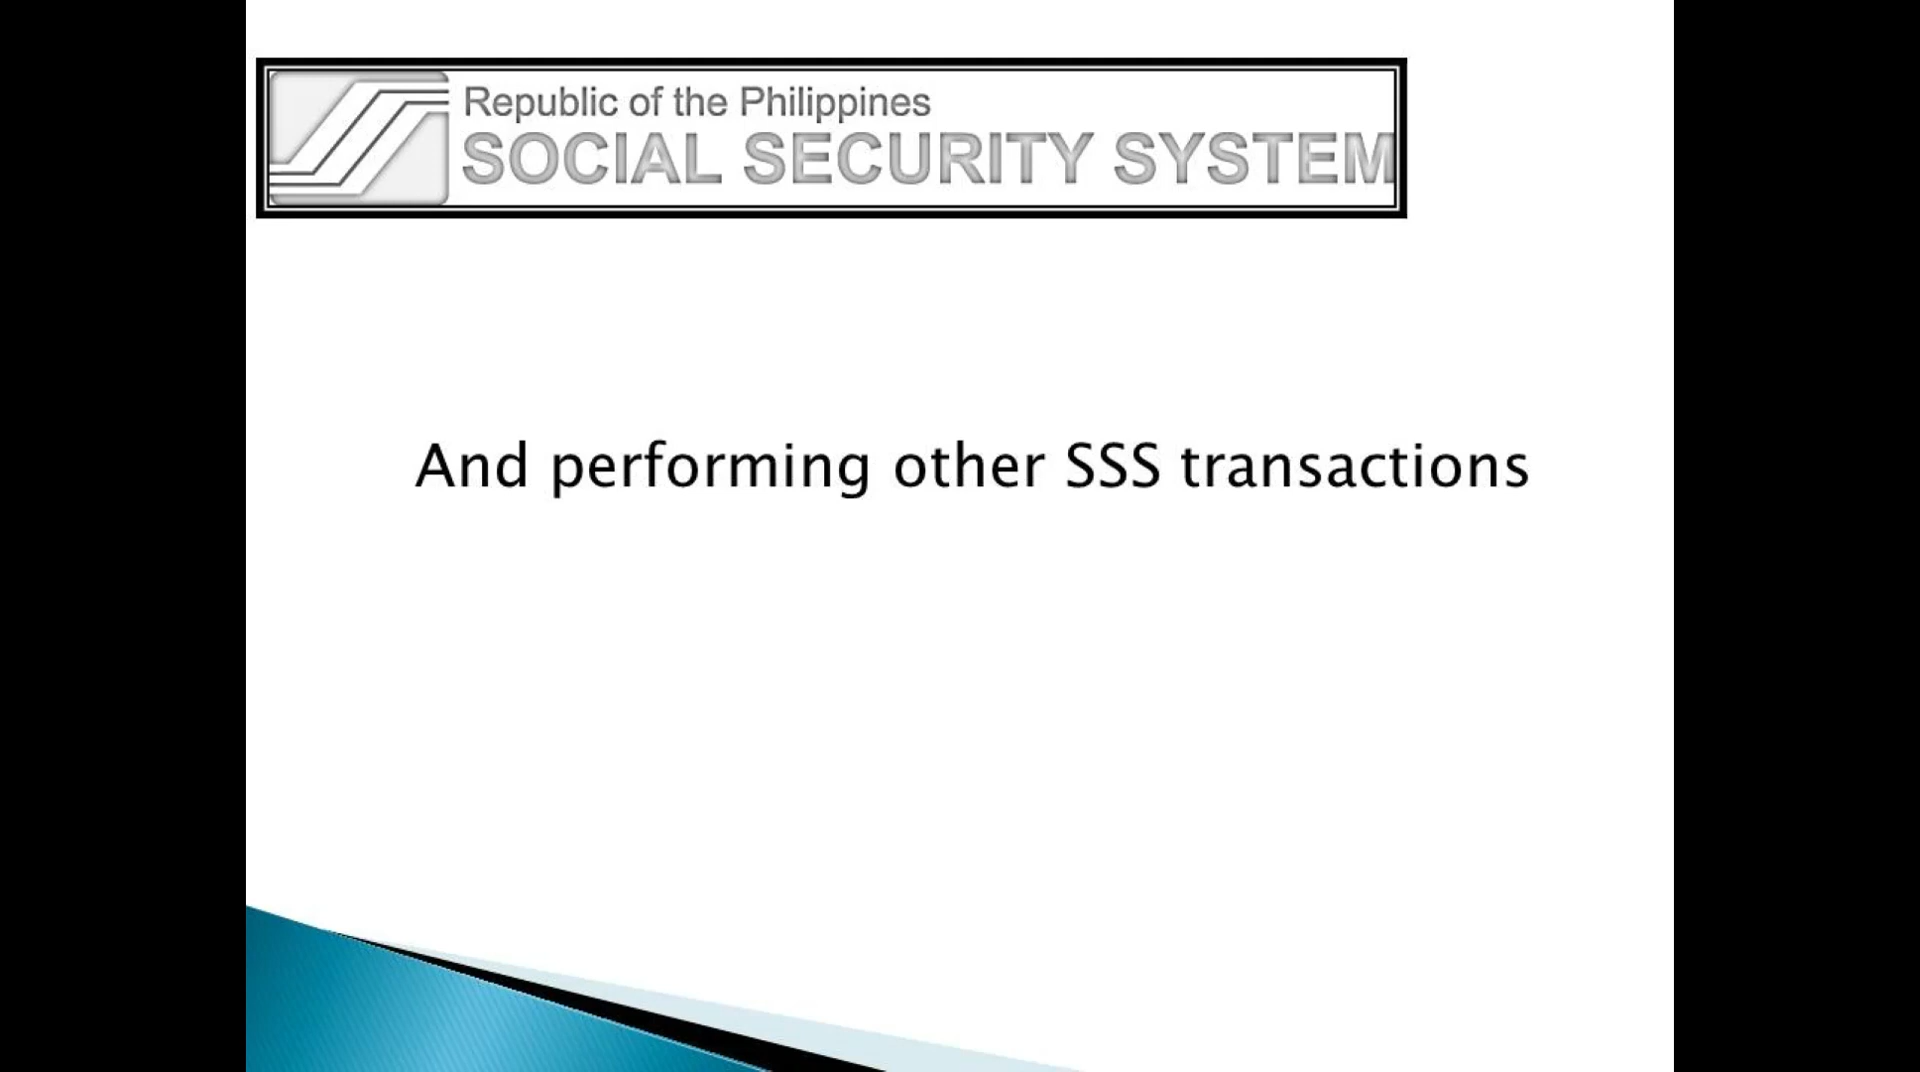 Republic of the Philippines
SOCIAL SECURITY SYSTEM
And performing other SSS transactions